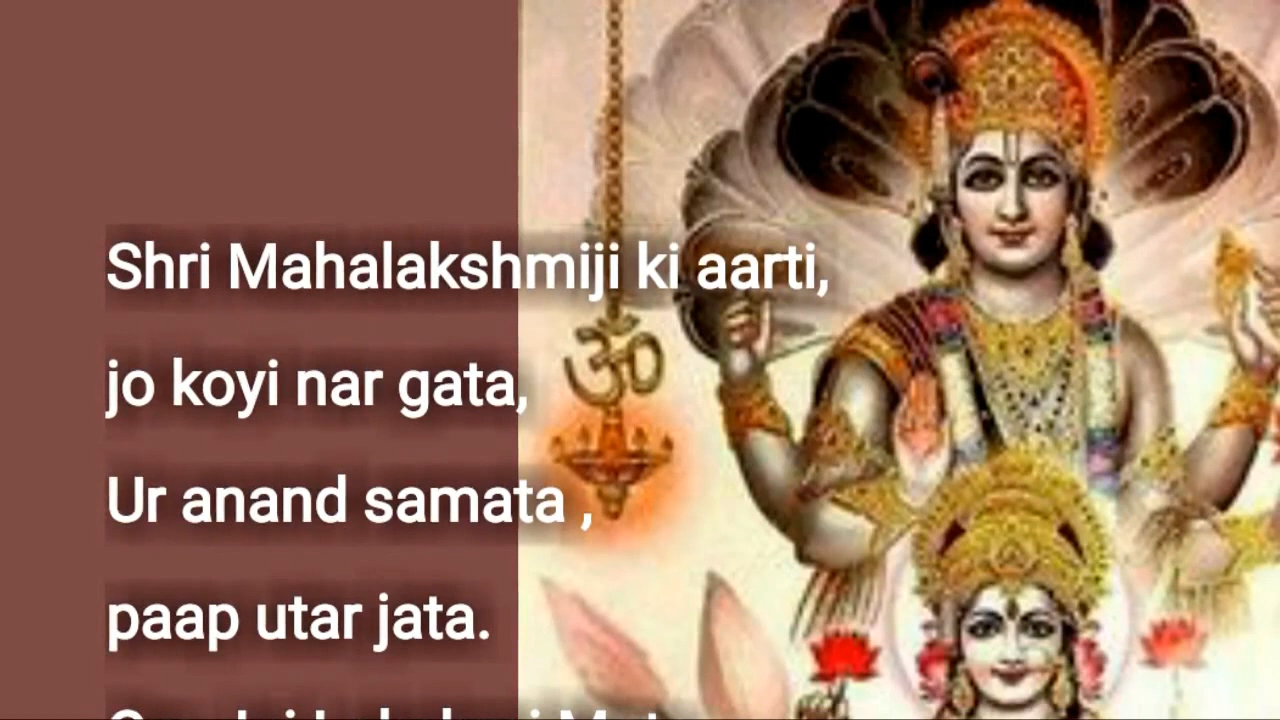 Shri Mahalakshmiji ki aarti,
jo koyi nar gata,
Ur anand samata ,
paap utar jata.
ॐ